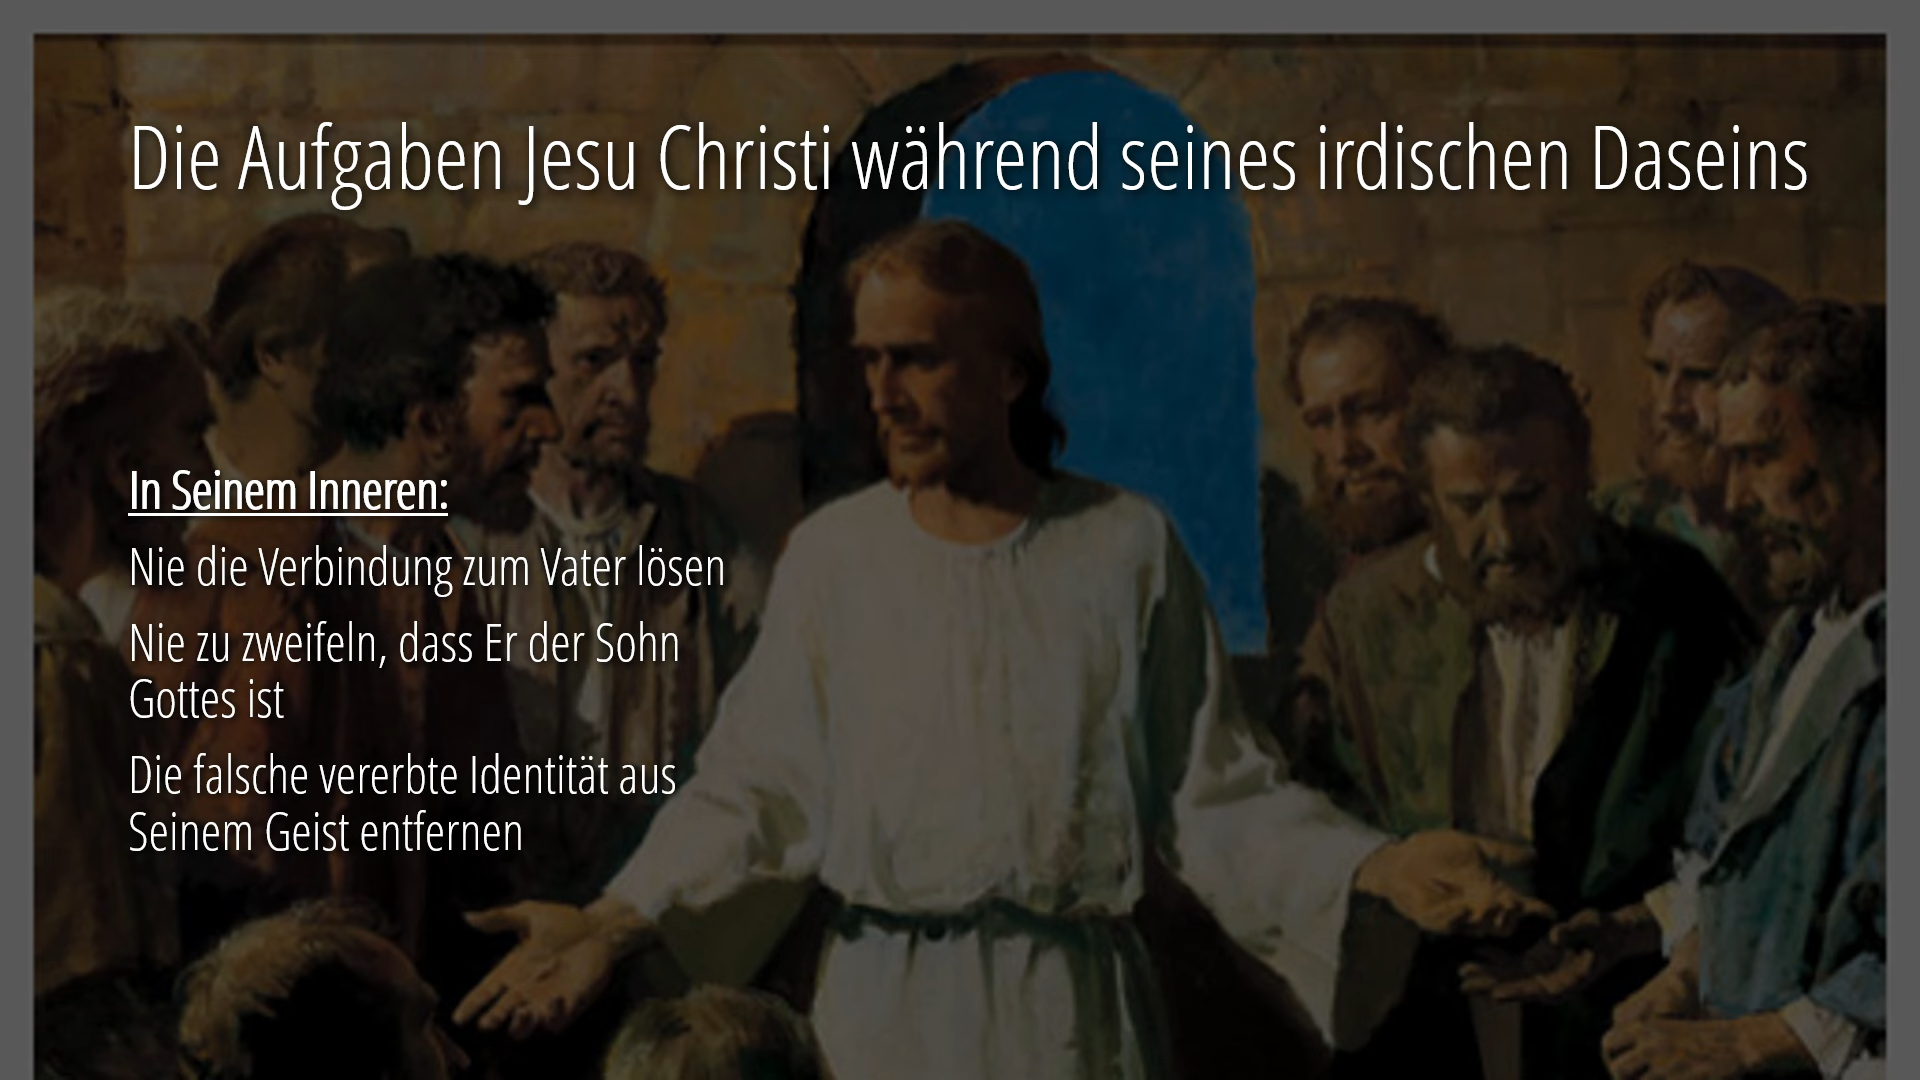 Die Aufgaben Jesu Christi während seines irdischen Daseins
In Seinem Inneren:
Nie die Verbindung zum Vater lösen
Nie zu zweifeln, dass Er der Sohn
Gottes ist
Die falsche vererbte Identität aus
Seinem Geist entfernen